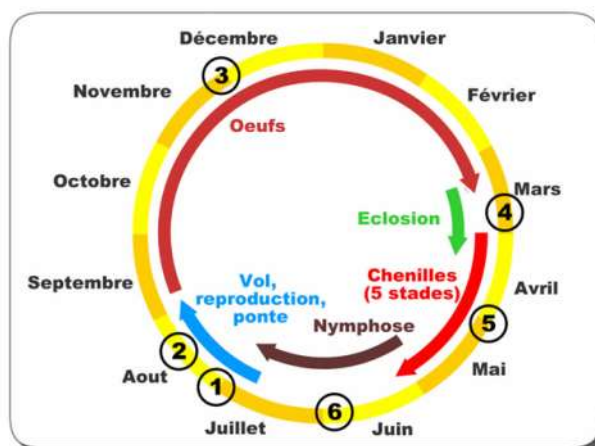 Décembre
Janvier
3
Novembre
Février
Oeufs
Octobre
Mars
4
Eclosion
Septembre
Vol,
reproduction,
ponte
Chenilles
(5 stades)
Avril
Nymphose
5
2
Aout
1
Mai
Juillet
6
Juin